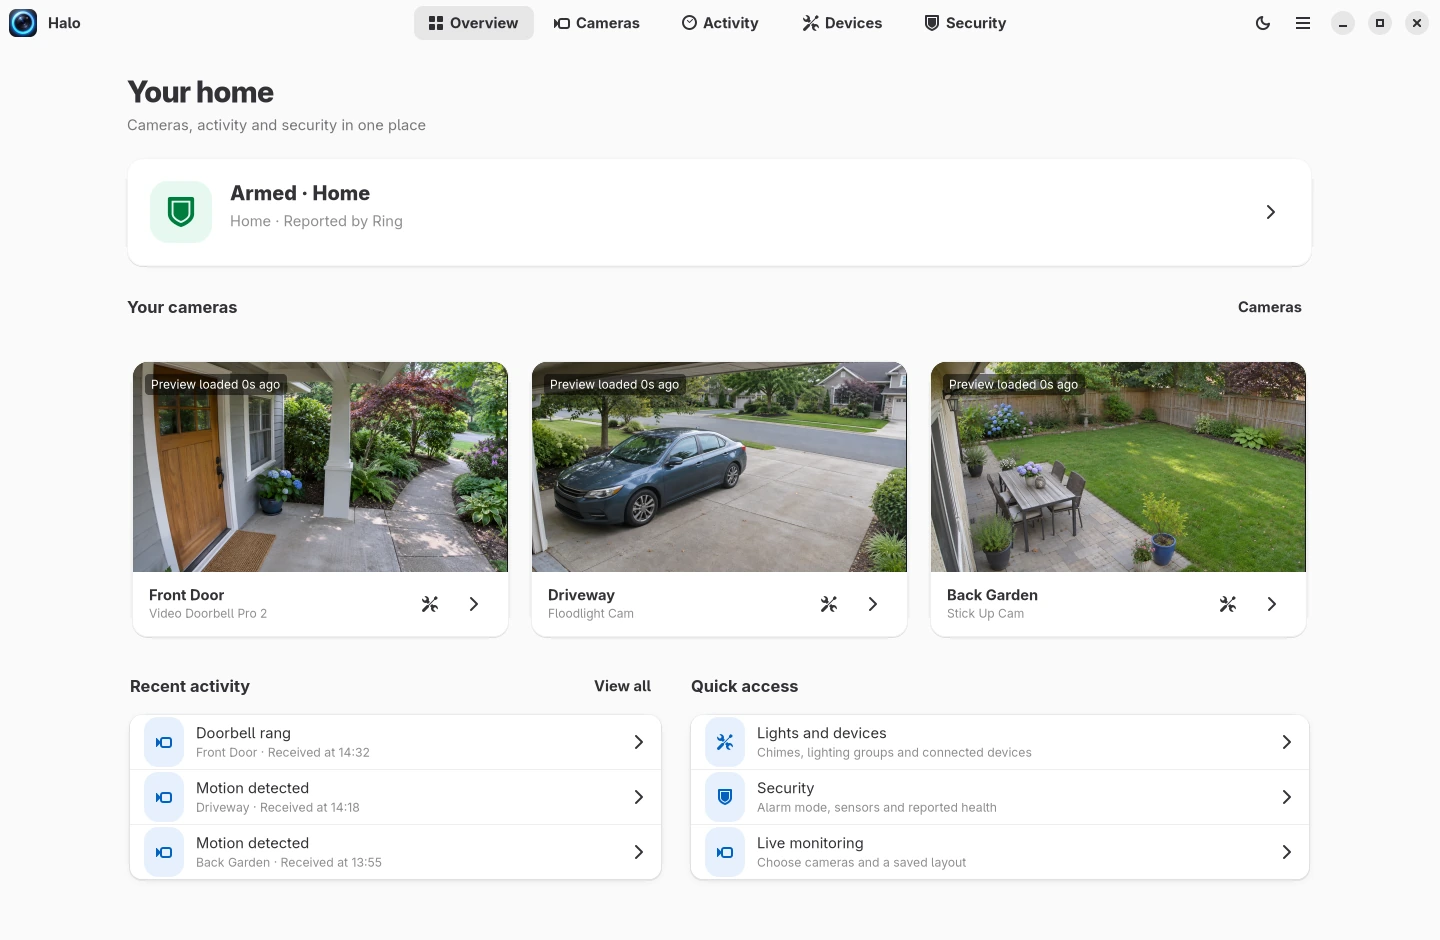 Halo
Overview
Cameras
Activity
Devices
Security
Your home
Cameras, activity and security in one place
Armed · Home
Home · Reported by Ring
Your cameras
Cameras
Preview loaded 0s ago
Preview loaded 0s ago
Preview loaded 0s ago
Front Door
Video Doorbell Pro 2
Driveway
Floodlight Cam
Back Garden
Stick Up Cam
Recent activity
View all
Doorbell rang
Front Door · Received at 14:32
Motion detected
Driveway · Received at 14:18
Motion detected
Back Garden · Received at 13:55
Quick access
Lights and devices
Chimes, lighting groups and connected devices
Security
Alarm mode, sensors and reported health
Live monitoring
Choose cameras and a saved layout